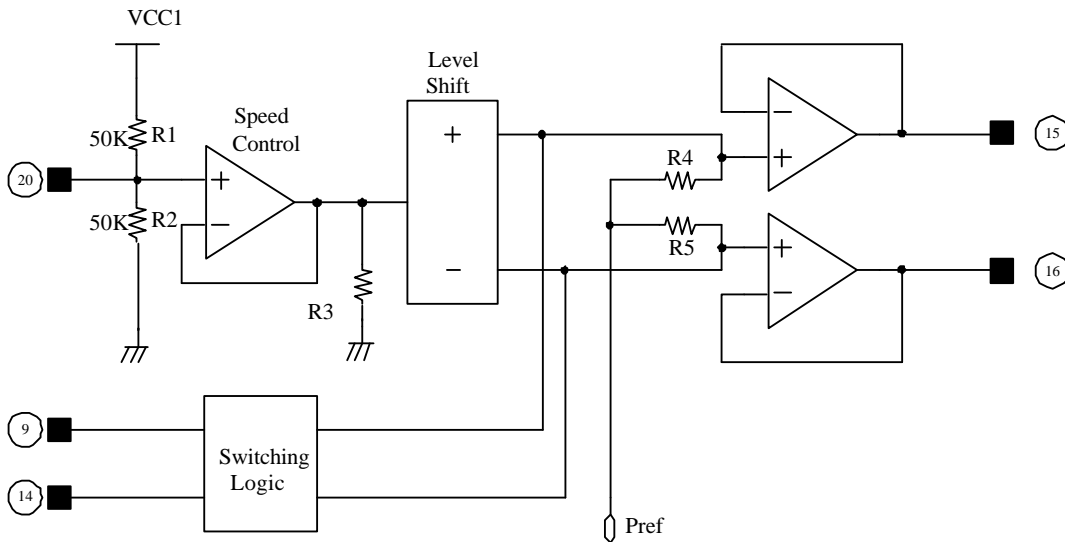 VCC1
Level
Shift
Speed
Control
50K
R1
+
−
+
15
R4
20
+
50K
R2
−
R5
+
−
−
16
R3
9
Switching
Logic
14
Pref